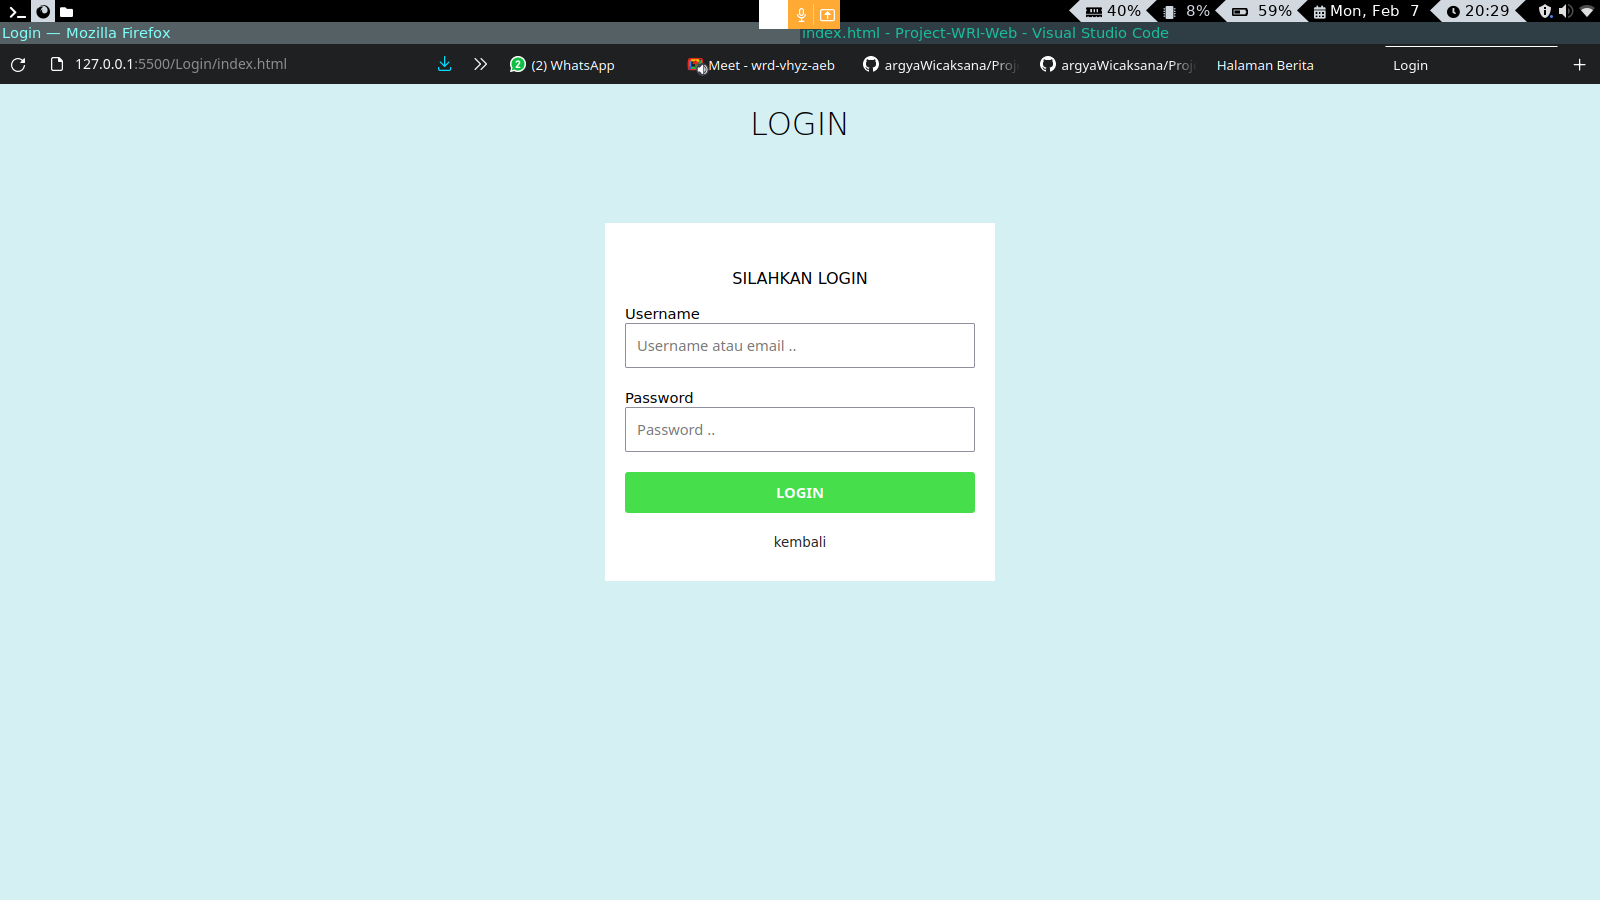 40% 8% 59% Mon, Feb 7 20:29
Login — Mozilla Firefox
index.html - Project-WRI-Web - Visual Studio Code
127.0.0.1:5500/Login/index.html
2 (2) WhatsApp
Meet - wrd-vhyz-aeb
argyaWicaksana/Proj
argyaWicaksana/Proj
Halaman Berita
Login
LOGIN
SILAHKAN LOGIN
Username
Username atau email ..
Password
Password ..
LOGIN
kembali